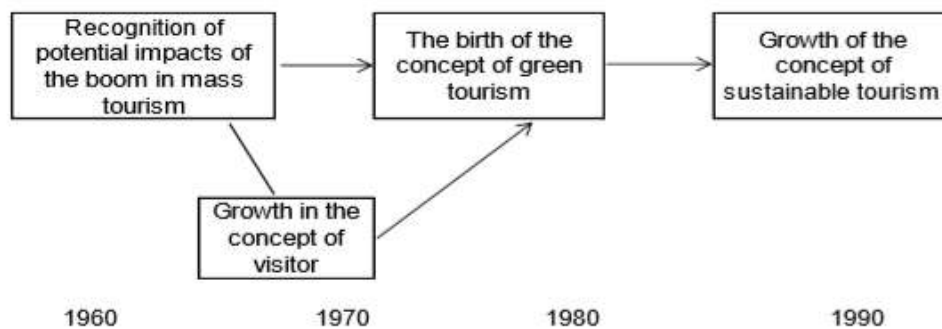 Recognition of
potential impacts of
the boom in mass
tourism
The birth of the
concept of green
tourism
Growth of the
concept of
sustainable tourism
Growth in the
concept of
visitor
1960 1970 1980 1990